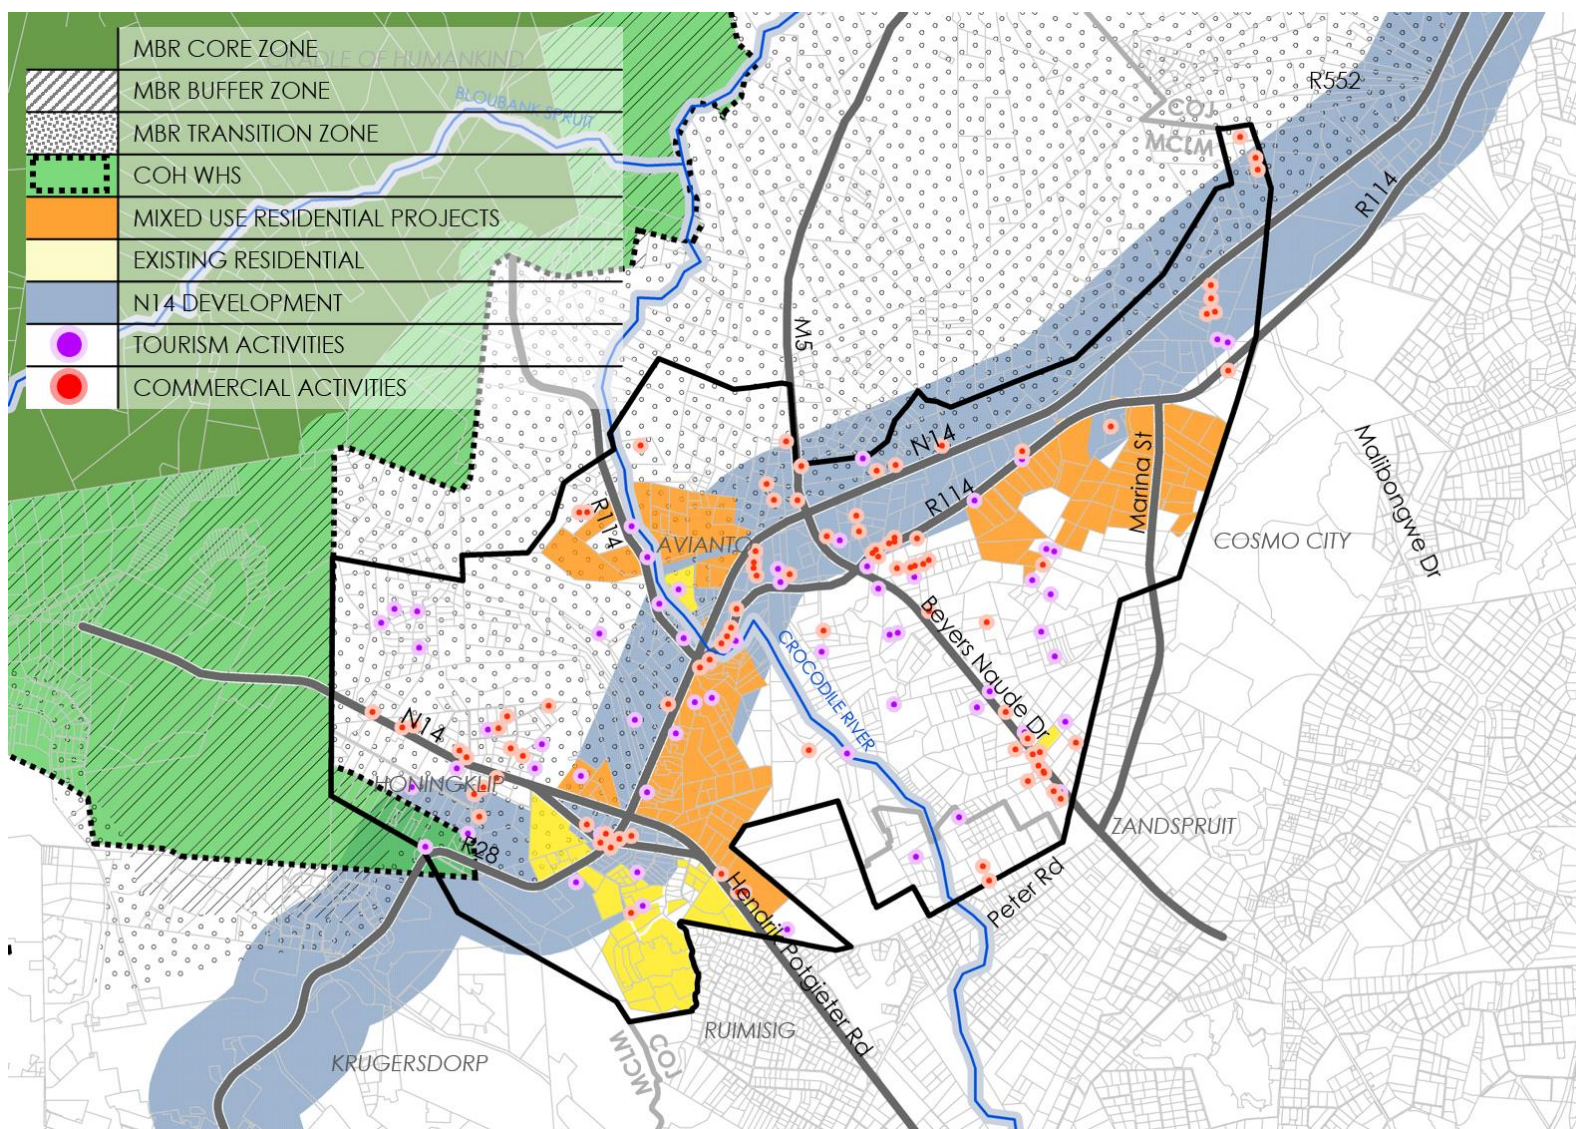 MBR CORE ZONE
CRADLE OF HUMANKIND
MBR BUFFER ZONE
BLOUBANK SPRUIT
MBR TRANSITION ZONE
COH WHS
MIXED USE RESIDENTIAL PROJECTS
EXISTING RESIDENTIAL
N14 DEVELOPMENT
TOURISM ACTIVITIES
COMMERCIAL ACTIVITIES
R552
COJ
MCLM
R114
M5
N14
Marina St
Malibongwe Dr
R114
R114
AVIANTO
COSMO CITY
Beyers Naude Dr
CROCODILE RIVER
N14
HONINGKLIP
R28
ZANDSPRUIT
Peter Rd
Hendrik Potgieter Rd
RUIMISIG
COJ
MCLM
KRUGERSDORP